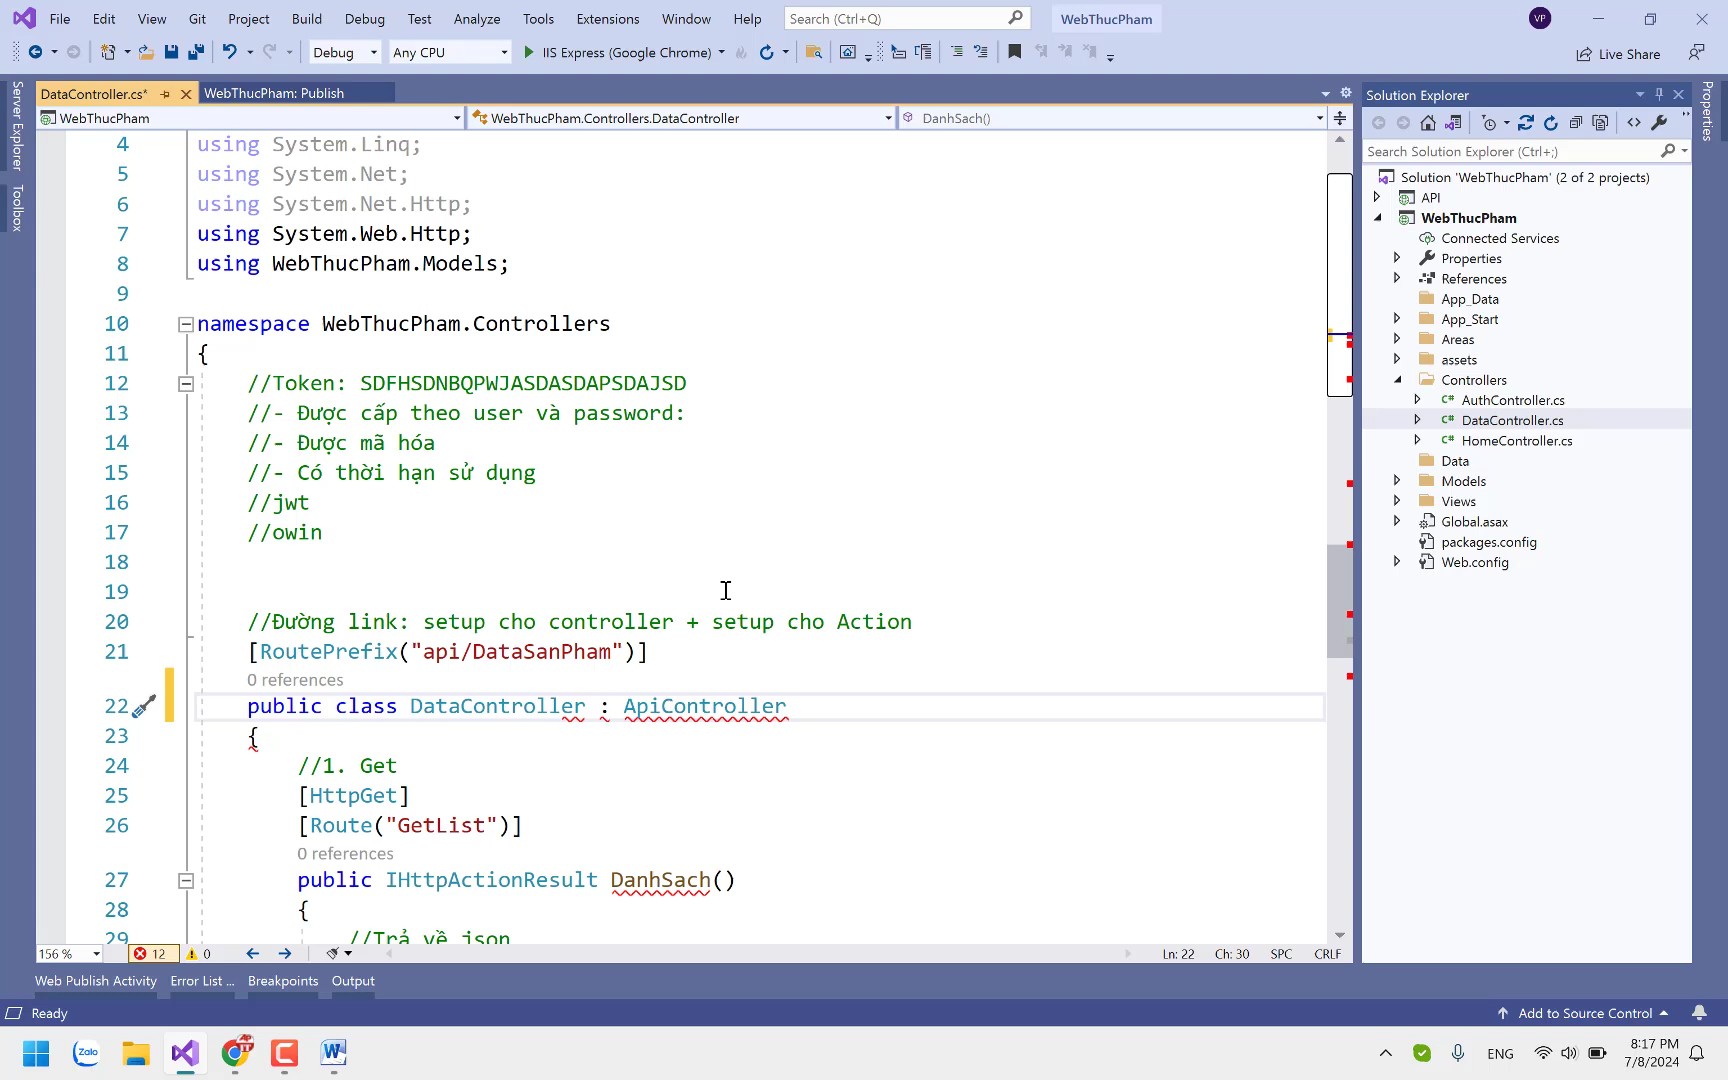 File Edit View Git Project Build Debug Test Analyze Tools Extensions Window Help Search (Ctrl+Q) WebThucPham VP
Debug Any CPU IIS Express (Google Chrome) Live Share
Server Explorer
Toolbox
DataController.cs* WebThucPham: Publish
WebThucPham WebThucPham.Controllers.DataController DanhSach()
4 using System.Linq;
5 using System.Net;
6 using System.Net.Http;
7 using System.Web.Http;
8 using WebThucPham.Models;
9
10 namespace WebThucPham.Controllers
11 {
12 //Token: SDFHSDNBQPWJASDASDAPSDAJSD
13 //- Được cấp theo user và password:
14 //- Được mã hóa
15 //- Có thời hạn sử dụng
16 //jwt
17 //owin
18
19
20 //Đường link: setup cho controller + setup cho Action
21 [RoutePrefix("api/DataSanPham")]
0 references
22 public class DataController : ApiController
23 {
24 //1. Get
25 [HttpGet]
26 [Route("GetList")]
0 references
27 public IHttpActionResult DanhSach()
28 {
29 //Trả về json
156 % 12 0 Ln: 22 Ch: 30 SPC CRLF
Solution Explorer
Search Solution Explorer (Ctrl+;)
Solution 'WebThucPham' (2 of 2 projects)
API
WebThucPham
Connected Services
Properties
References
App_Data
App_Start
Areas
assets
Controllers
C# AuthController.cs
C# DataController.cs
C# HomeController.cs
Data
Models
Views
Global.asax
packages.config
Web.config
Properties
Web Publish Activity Error List ... Breakpoints Output
Ready Add to Source Control
Zalo ENG 8:17 PM
7/8/2024